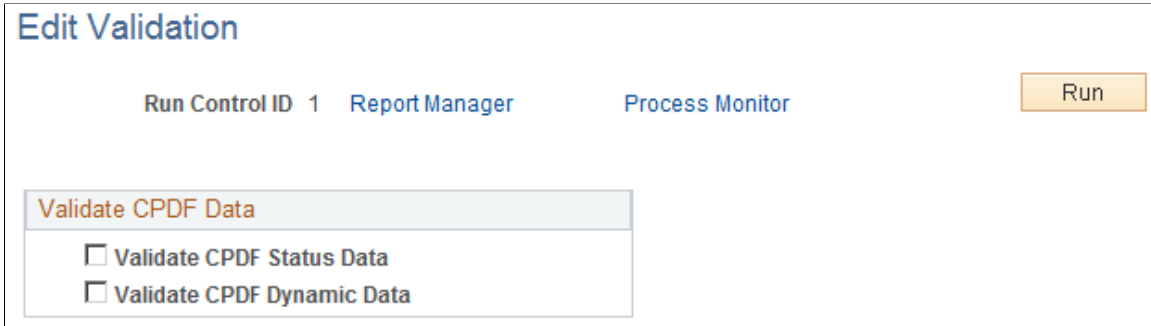 Edit Validation
Run Control ID 1 Report Manager Process Monitor Run
Validate CPDF Data
Validate CPDF Status Data
Validate CPDF Dynamic Data